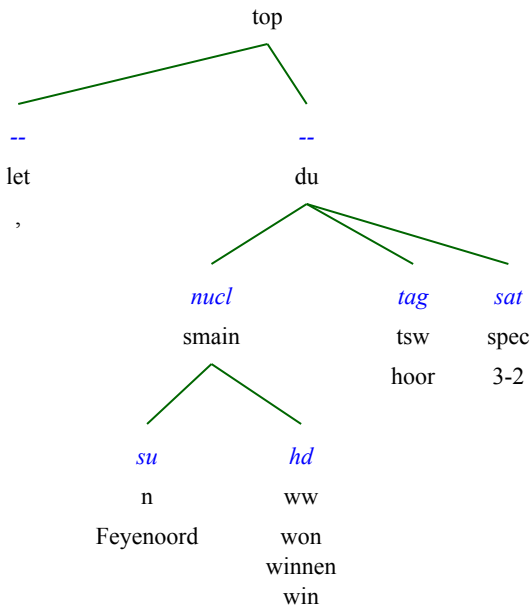 top
-- --
let du
,
nucl tag sat
smain tsw spec
hoor 3-2
su hd
n ww
Feyenoord won
winnen
win